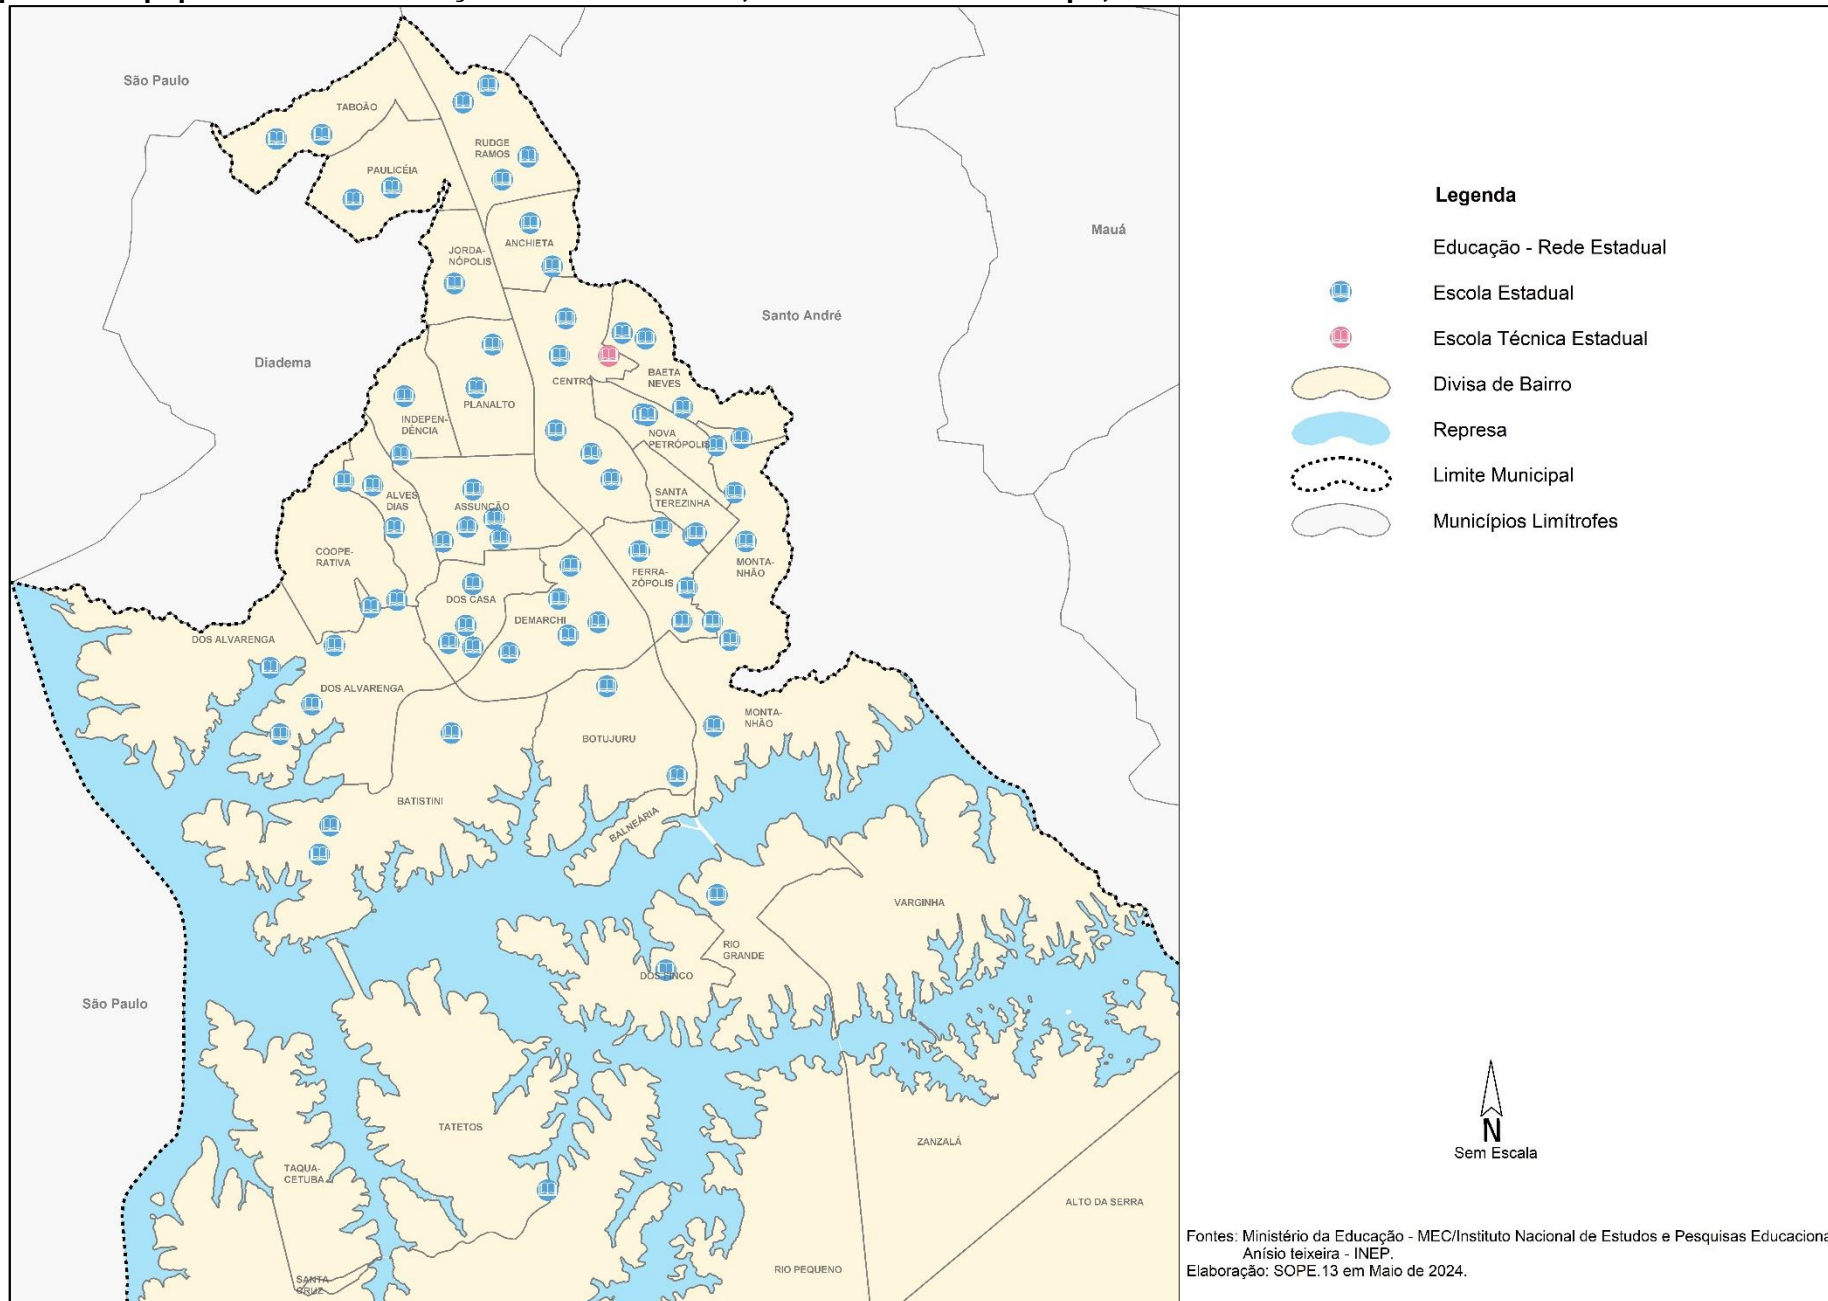 São Paulo
TABOÃO
RUDGE
RAMOS
PAULICÉIA
Mauá
ANCHIETA
JORDA-
NÓPOLIS
Santo André
Diadema
CENTRO
BAETA
NEVES
PLANALTO
INDEPEN-
DÊNCIA
NOVA
PETRÓPOLIS
ALVES
DIAS
ASSUNÇÃO
SANTA
TEREZINHA
COOPE-
RATIVA
FERRA-
ZÓPOLIS
MONTA-
NHÃO
DOS CASA
DEMARCHI
DOS ALVARENGA
DOS ALVARENGA
MONTA-
NHÃO
BOTUJURU
BATISTINI
BALNEÁRIA
VARGINHA
RIO
GRANDE
DOS FINCO
São Paulo
TATETOS
ZANZALÁ
TAQUA-
CETUBA
ALTO DA SERRA
RIO PEQUENO
SANTA
CRUZ
Legenda
Educação - Rede Estadual
Escola Estadual
Escola Técnica Estadual
Divisa de Bairro
Represa
Limite Municipal
Municípios Limítrofes
N
Sem Escala
Fontes: Ministério da Educação - MEC/Instituto Nacional de Estudos e Pesquisas Educaciona
Anísio teixeira - INEP.
Elaboração: SOPE.13 em Maio de 2024.